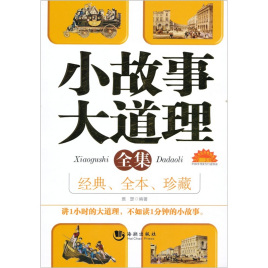 小故事
大道理
Xiaogushi
全集
Dadaoli
经典、全本、珍藏
编著
讲1小时的大道理，不如读1分钟的小故事。
海潮出版社